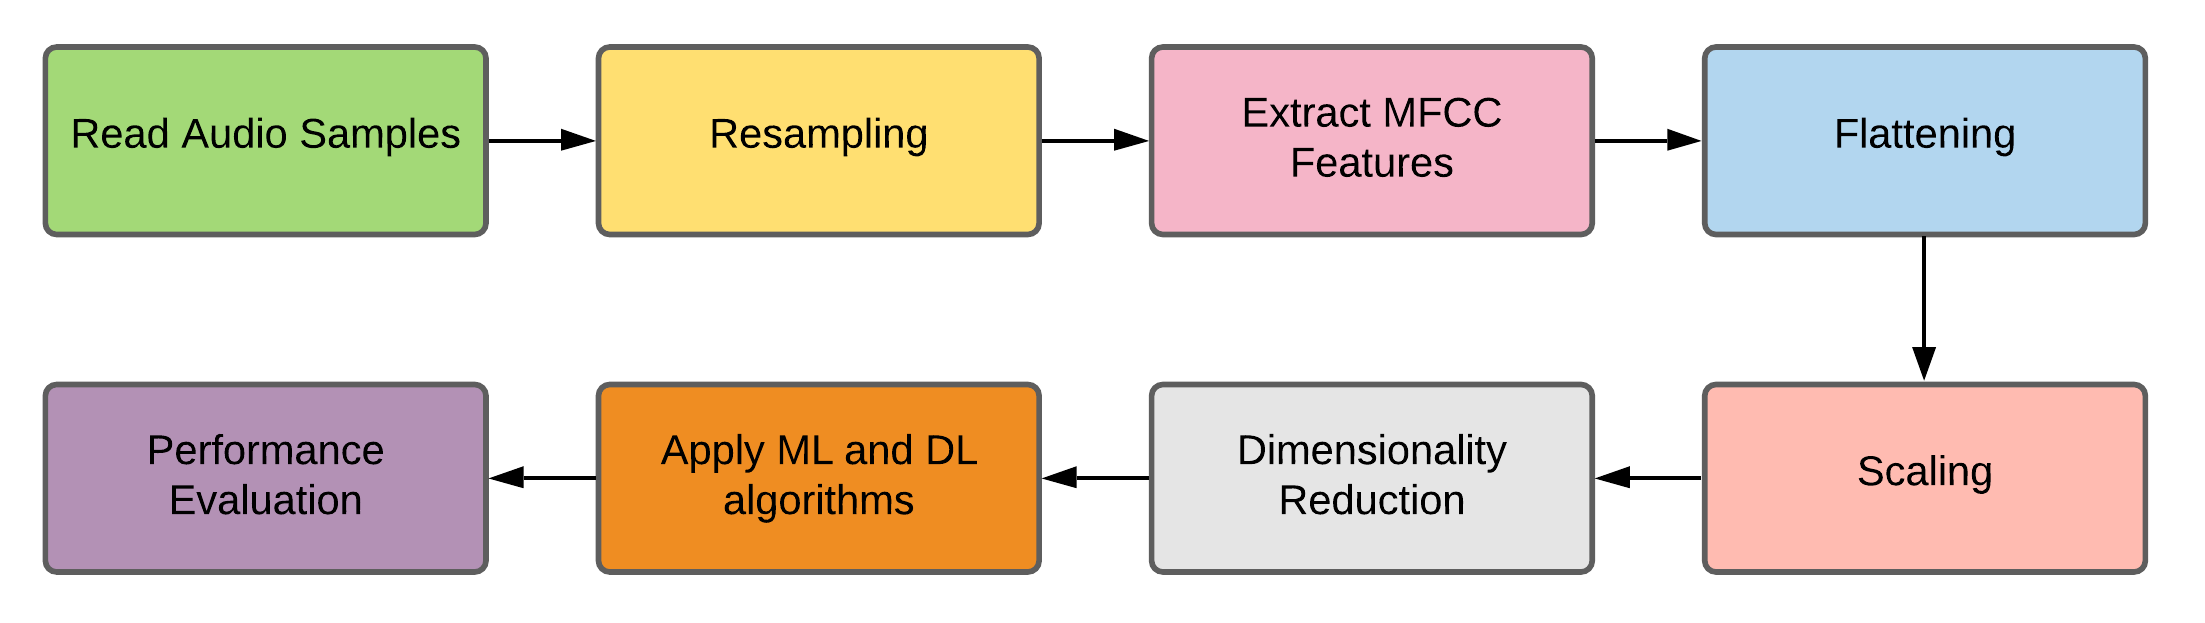 Read Audio Samples
Resampling
Extract MFCC
Features
Flattening
Scaling
Dimensionality
Reduction
Apply ML and DL
algorithms
Performance
Evaluation